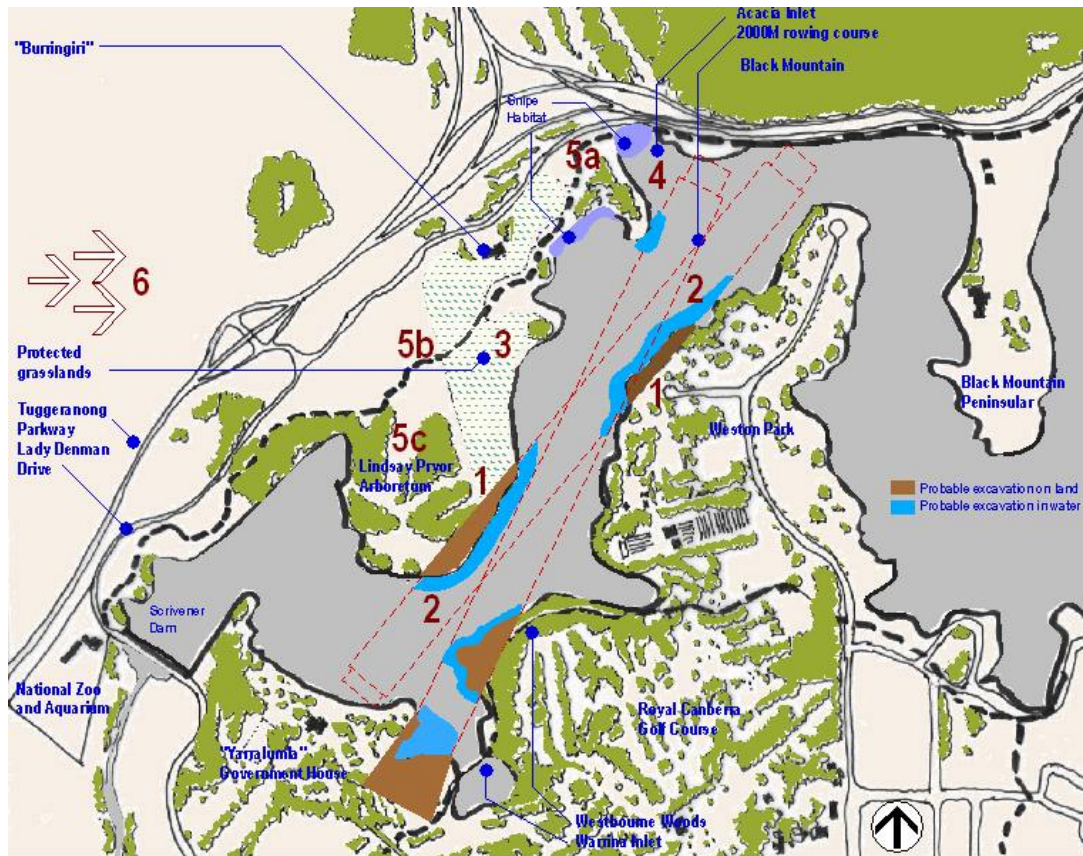 Acacia Inlet
2000M rowing course
"Burringiri"
Black Mountain
Snipe
Habitat
5a
4
6
2
Protected
grasslands
5b
3
Tuggeranong
Parkway
Lady Denman
Drive
1
Black Mountain
Peninsular
Weston Park
5c
Lindsay Pryor
Arboretum
1
Probable excavation on land
Probable excavation in water
2
Scrivener
Dam
National Zoo
and Aquarium
Royal Canberra
Golf Course
"Yarralumla"
Government House
Westbourne Woods
Warrina Inlet